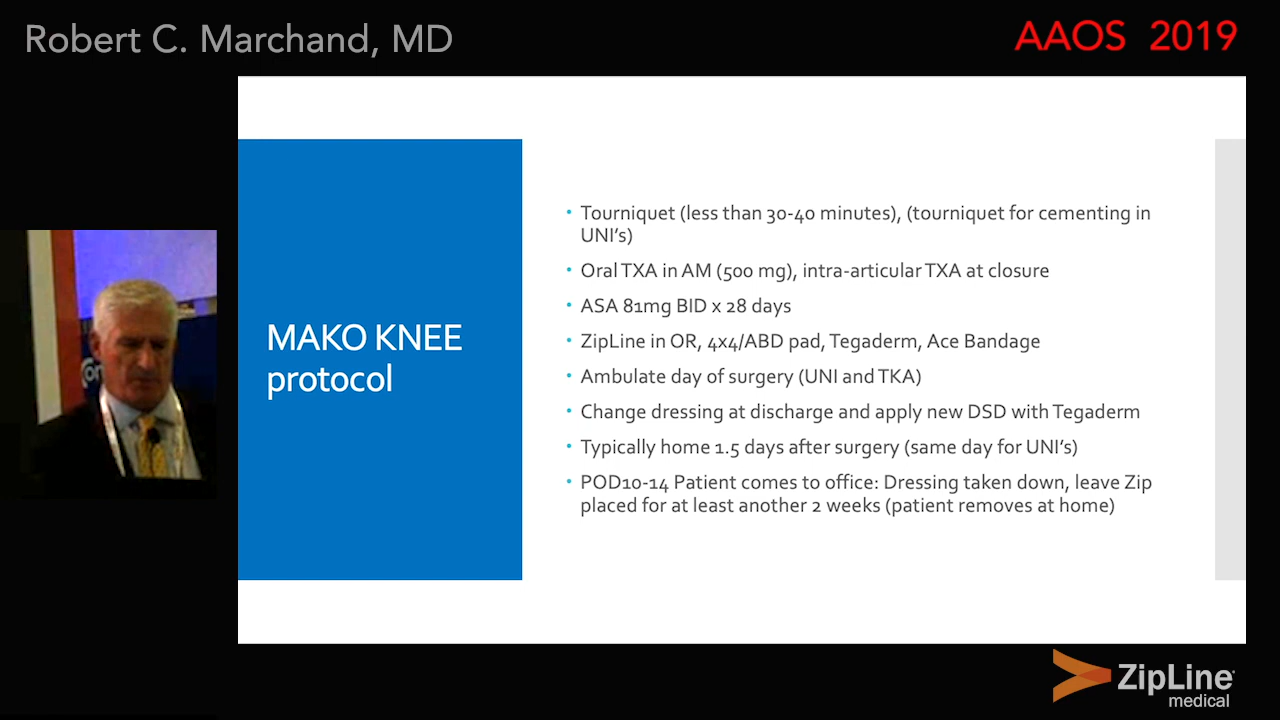 Robert C. Marchand, MD
AAOS 2019
MAKO KNEE
protocol
• Tourniquet (less than 30-40 minutes), (tourniquet for cementing in
UNI's)
• Oral TXA in AM (500 mg), intra-articular TXA at closure
• ASA 81mg BID x 28 days
• ZipLine in OR, 4x4/ABD pad, Tegaderm, Ace Bandage
• Ambulate day of surgery (UNI and TKA)
• Change dressing at discharge and apply new DSD with Tegaderm
• Typically home 1.5 days after surgery (same day for UNI's)
• POD10-14 Patient comes to office: Dressing taken down, leave Zip
placed for at least another 2 weeks (patient removes at home)
ZipLine
medical